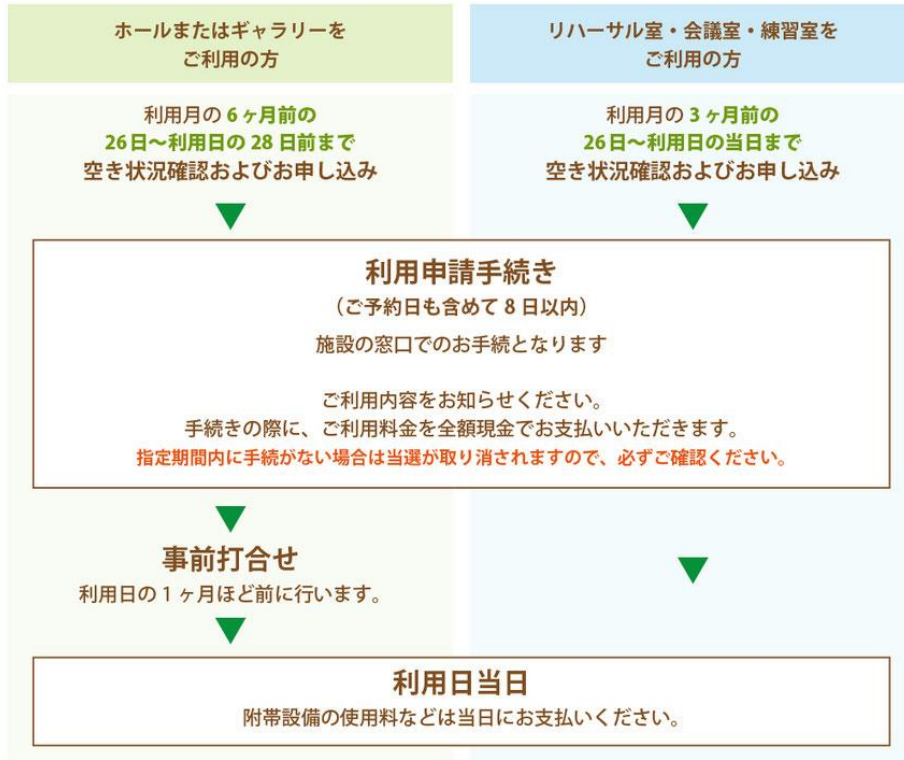 ホールまたはギャラリーを
ご利用の方
リハーサル室・会議室・練習室を
ご利用の方
利用月の 6 ヶ月前の
26日〜利用日の 28 日前まで
空き状況確認およびお申し込み
利用月の 3 ヶ月前の
26日〜利用日の当日まで
空き状況確認およびお申し込み
利用申請手続き
（ご予約日も含めて 8 日以内）
施設の窓口でのお手続となります
ご利用内容をお知らせください。
手続きの際に、ご利用料金を全額現金でお支払いいただきます。
指定期間内に手続がない場合は当選が取り消されますので、必ずご確認ください。
事前打合せ
利用日の 1 ヶ月ほど前に行います。
利用日当日
附帯設備の使用料などは当日にお支払いください。